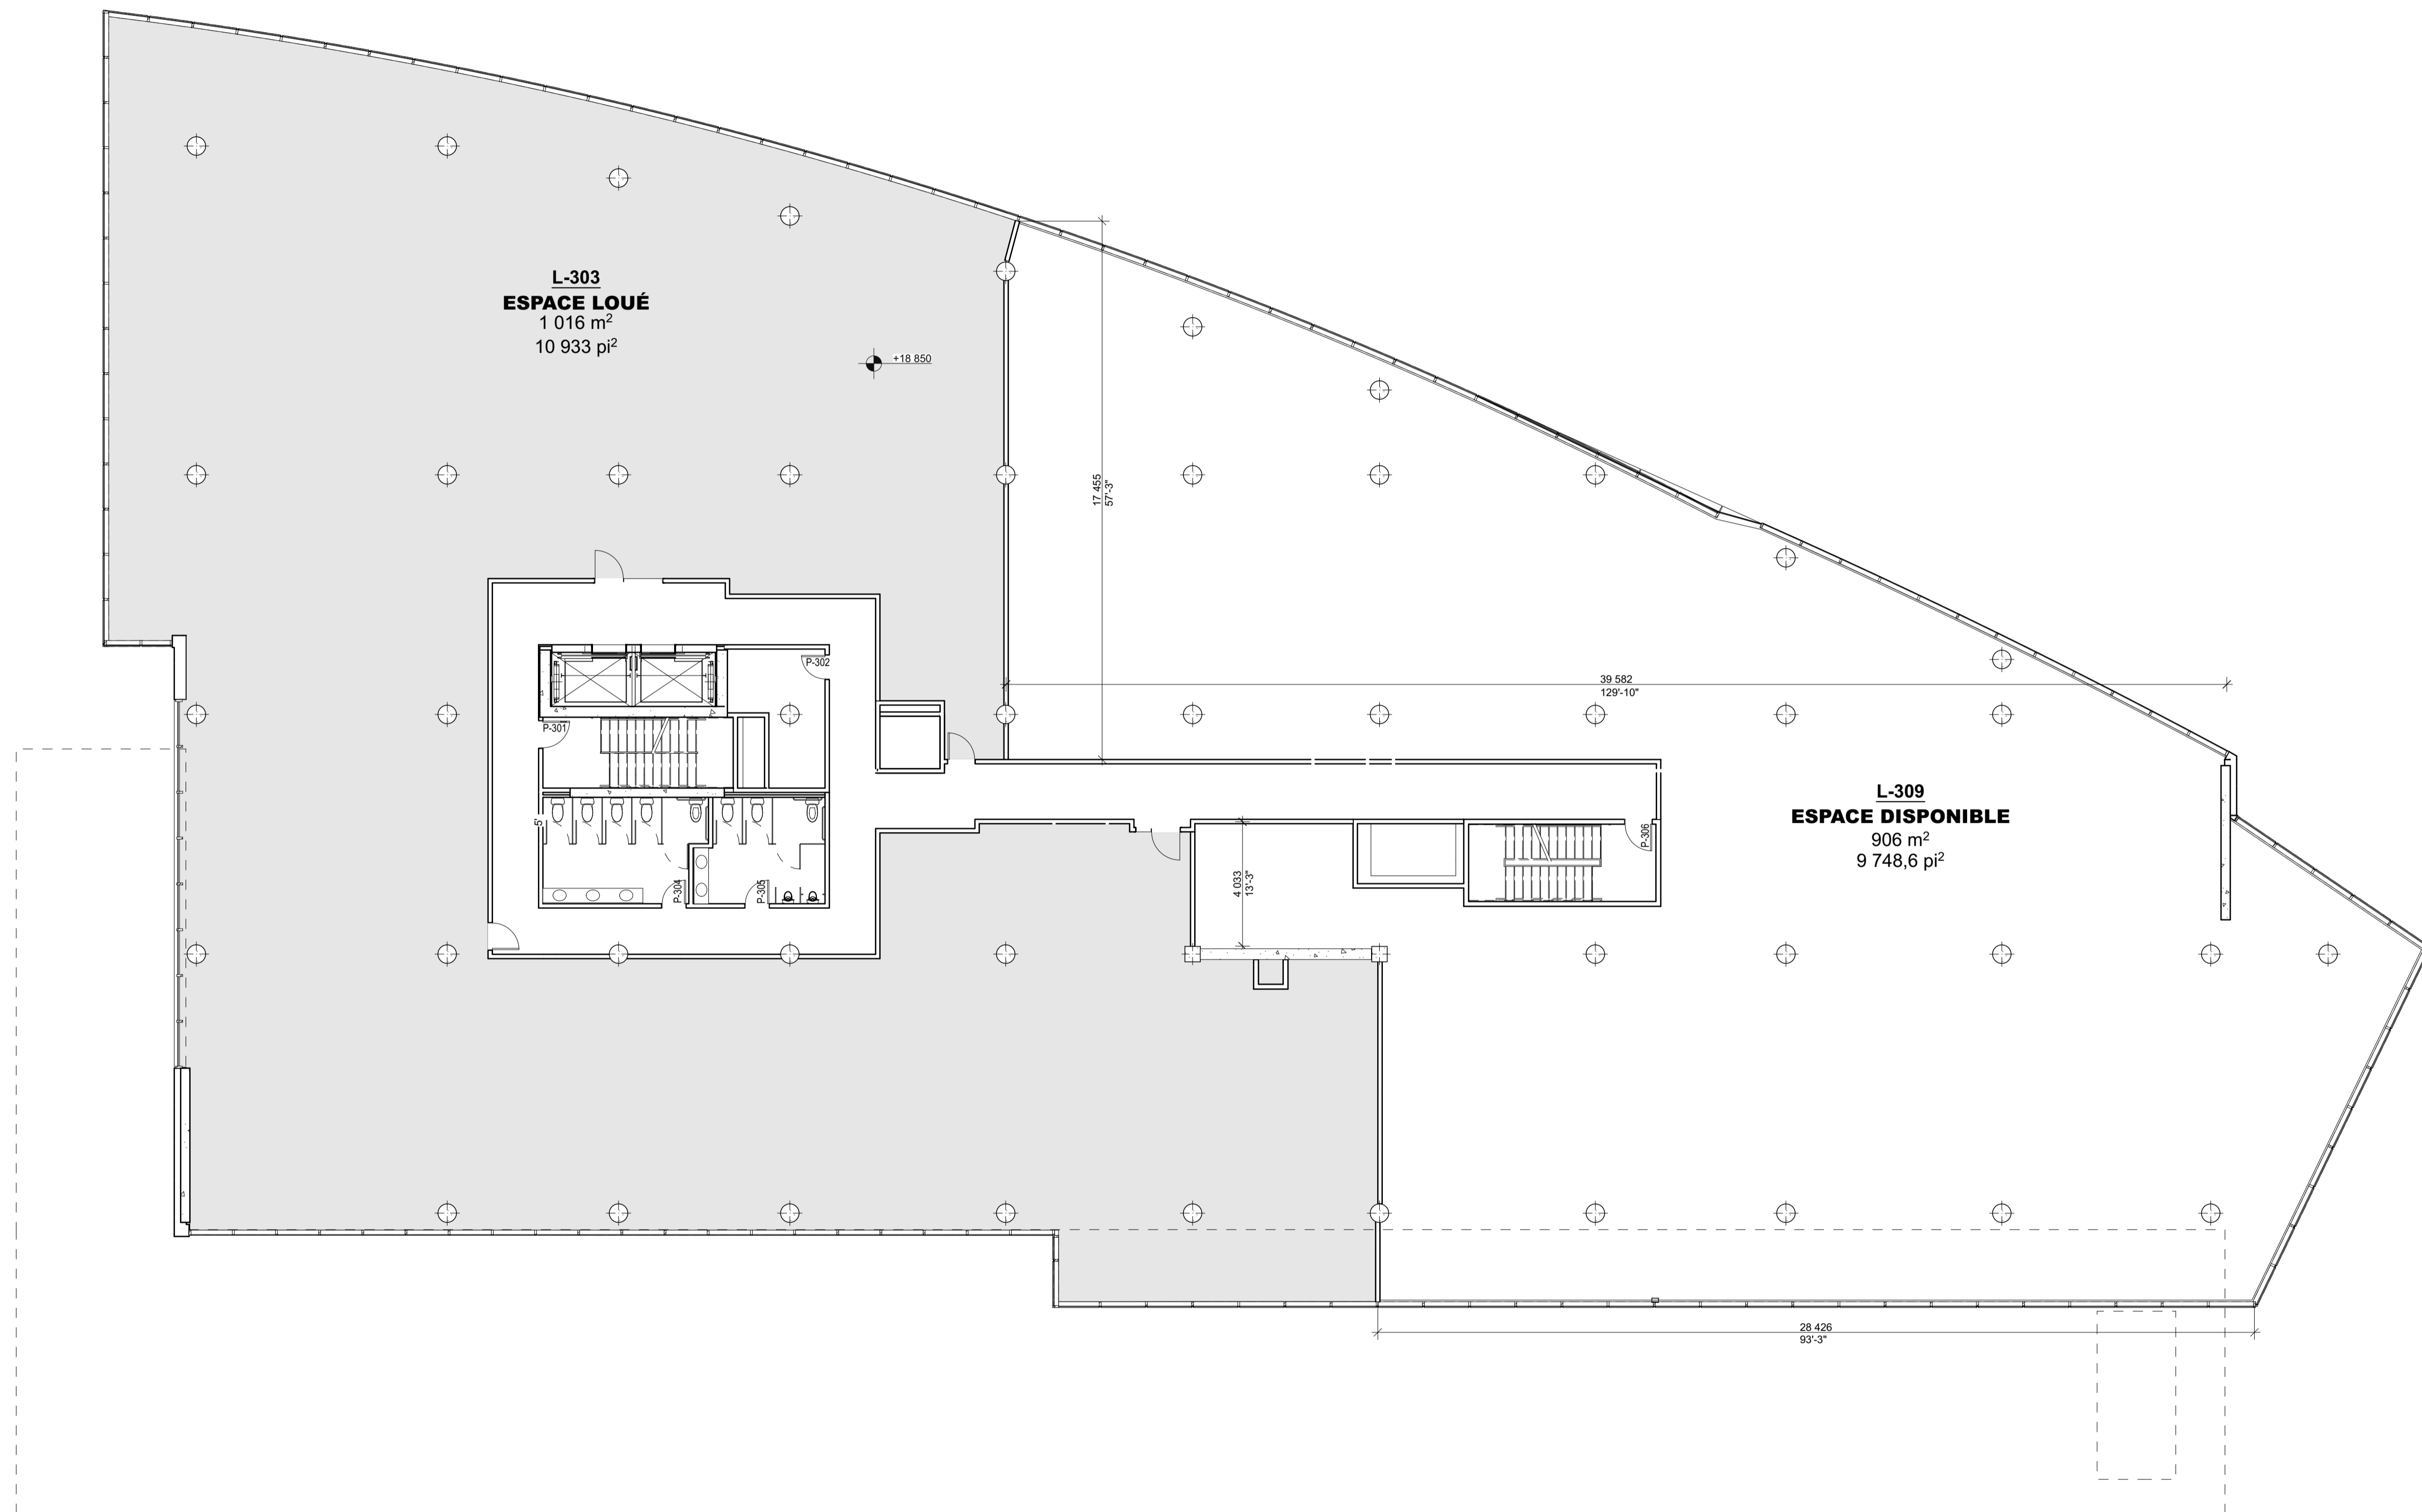 L-303
ESPACE LOUÉ
1 016 m²
10 933 pi²
+18 850
17 455
57'-3"
P-302
39 582
129'-10"
P-301
L-309
ESPACE DISPONIBLE
906 m²
9 748,6 pi²
5'
P-306
4 033
13'-3"
P-304
P-305
28 426
93'-3"